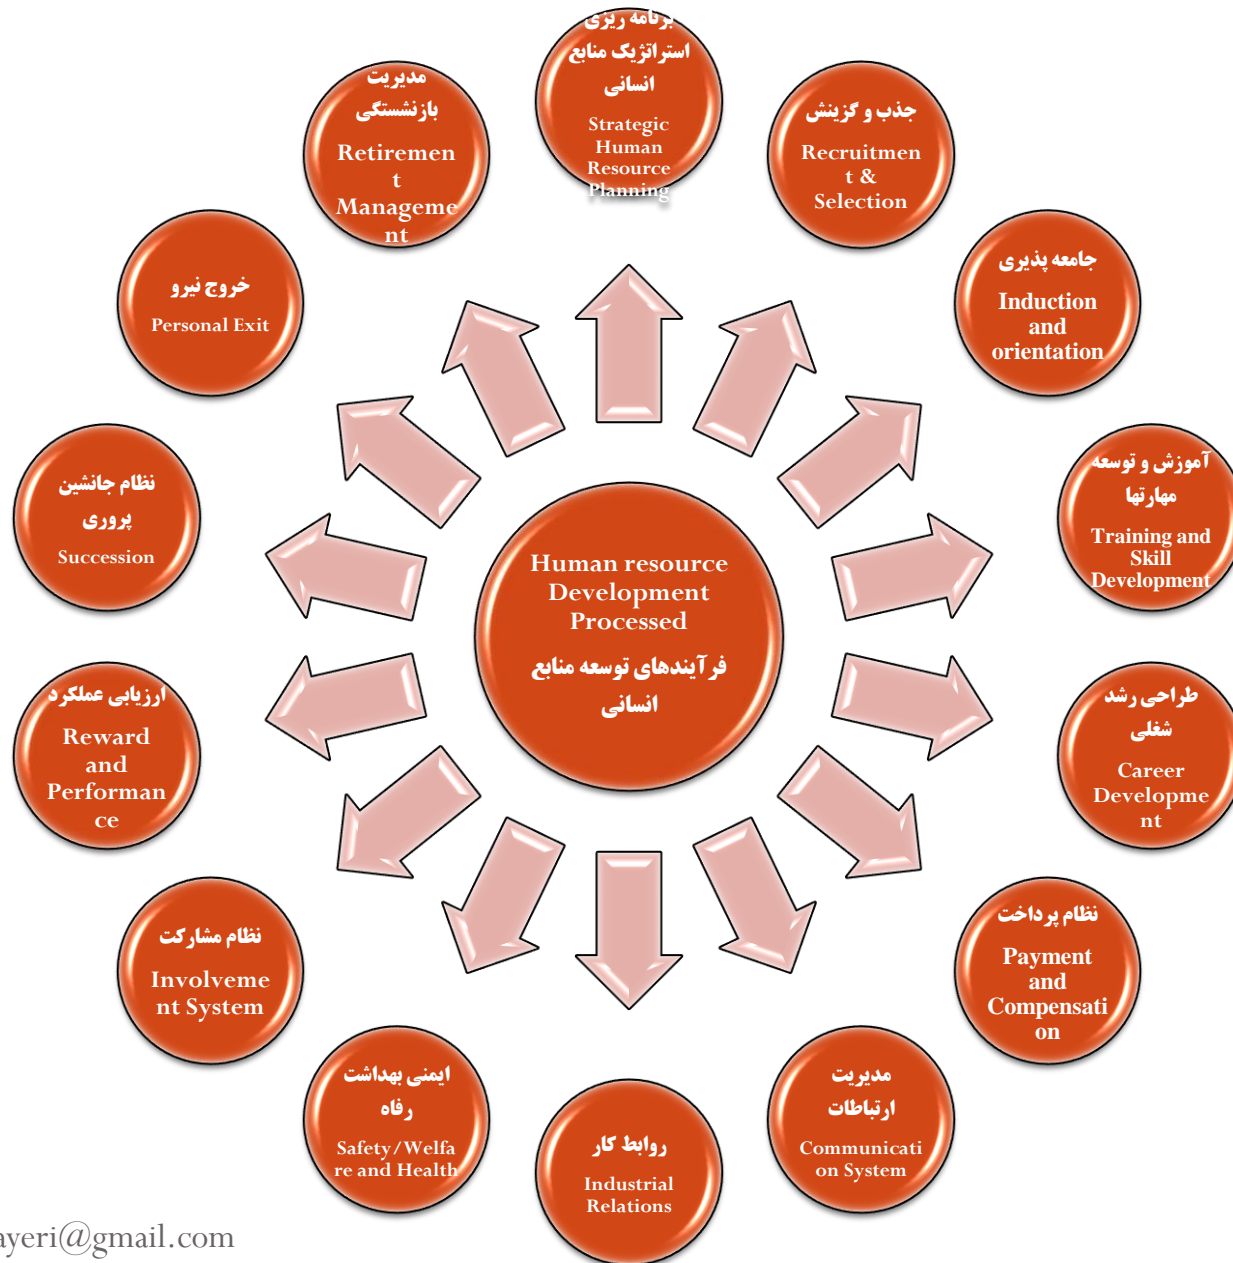 برنامه ریزی
استراتژیک منابع
انسانی
Strategic
Human
Resource
Planning
جذب و گزینش
Recruitmen
t &
Selection
جامعه پذیری
Induction
and
orientation
آموزش و توسعه
مهارتها
Training and
Skill
Development
طراحی رشد
شغلی
Career
Developme
nt
نظام پرداخت
Payment
and
Compensati
on
مدیریت
ارتباطات
Communicati
on System
روابط کار
Industrial
Relations
ایمنی بهداشت
رفاه
Safety/Welfa
re and Health
نظام مشارکت
Involveme
nt System
ارزیابی عملکرد
Reward
and
Performan
ce
نظام جانشین
پروری
Succession
خروج نیرو
Personal Exit
مدیریت
بازنشستگی
Retiremen
t
Manageme
nt
Human resource
Development
Processed
فرآیندهای توسعه منابع
انسانی
ayeri@gmail.com